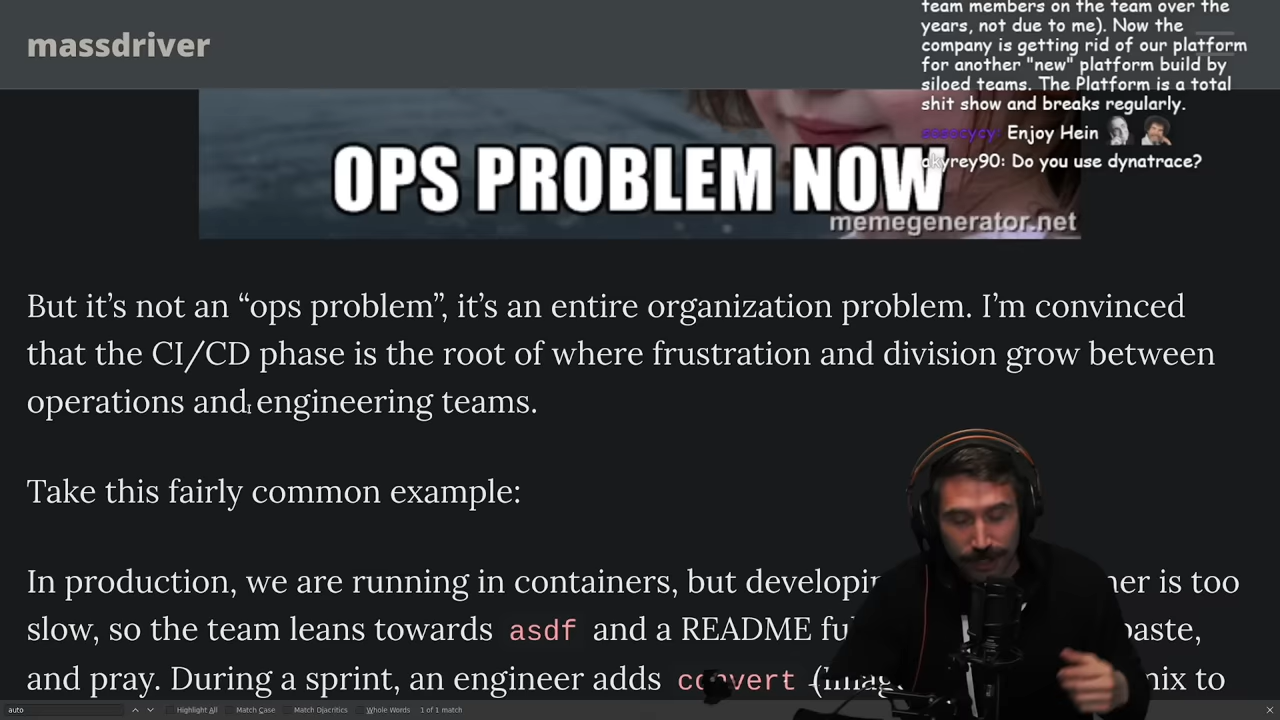 massdriver
team members on the team over the
years, not due to me). Now the
company is getting rid of our platform
for another "new" platform build by
siloed teams. The Platform is a total
shit show and breaks regularly.
Enjoy Hein
akyrey90: Do you use dynatrace?
OPS PROBLEM NOW
memegenerator.net
But it’s not an “ops problem”, it’s an entire organization problem. I’m convinced
that the CI/CD phase is the root of where frustration and division grow between
operations and engineering teams.
Take this fairly common example:
In production, we are running in containers, but is too
slow, so the team leans towards asdf and a README
and pray. During a sprint, an engineer adds convert to
auto
Highlight All Match Case Match Diacritics Whole Words 1 of 1 match